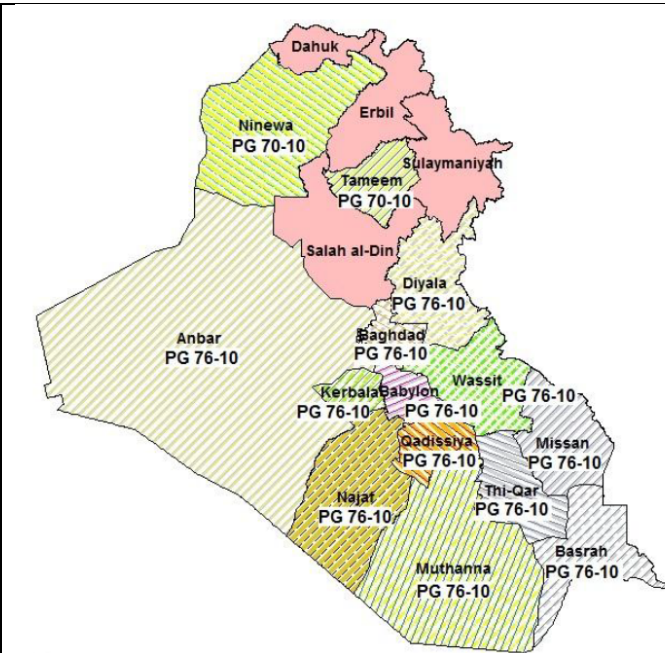 Dahuk
Erbil
Ninewa
PG 70-10
Sulaymaniyah
Tameem
PG 70-10
Salah al-Din
Diyala
PG 76-10
Anbar
PG 76-10
Baghdad
PG 76-10
Wassit
PG 76-10
Kerbala
PG 76-10
Babylon
PG 76-10
Qadissiya
PG 76-10
Missan
PG 76-10
Najaf
PG 76-10
Thi-Qar
PG 76-10
Basrah
PG 76-10
Muthanna
PG 76-10